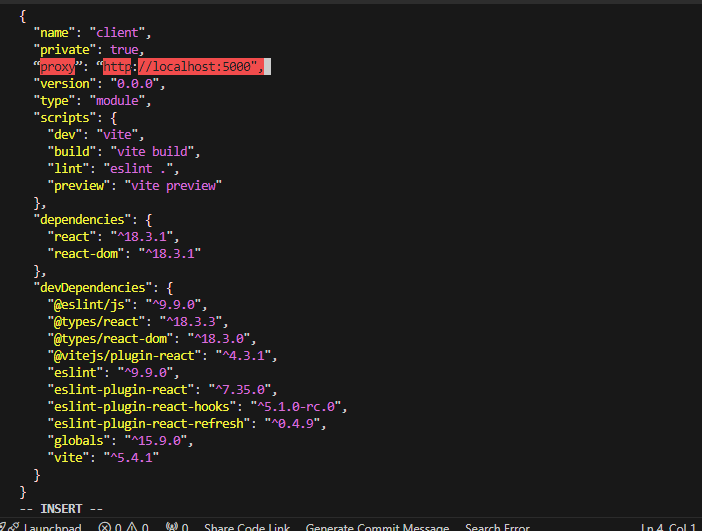 {
  "name": "client",
  "private": true,
  “proxy”: “http://localhost:5000",
  "version": "0.0.0",
  "type": "module",
  "scripts": {
    "dev": "vite",
    "build": "vite build",
    "lint": "eslint .",
    "preview": "vite preview"
  },
  "dependencies": {
    "react": "^18.3.1",
    "react-dom": "^18.3.1"
  },
  "devDependencies": {
    "@eslint/js": "^9.9.0",
    "@types/react": "^18.3.3",
    "@types/react-dom": "^18.3.0",
    "@vitejs/plugin-react": "^4.3.1",
    "eslint": "^9.9.0",
    "eslint-plugin-react": "^7.35.0",
    "eslint-plugin-react-hooks": "^5.1.0-rc.0",
    "eslint-plugin-react-refresh": "^0.4.9",
    "globals": "^15.9.0",
    "vite": "^5.4.1"
  }
}
-- INSERT --
Launchpad 0 0 0 Share Code Link Generate Commit Message Search Error Ln 4, Col 1